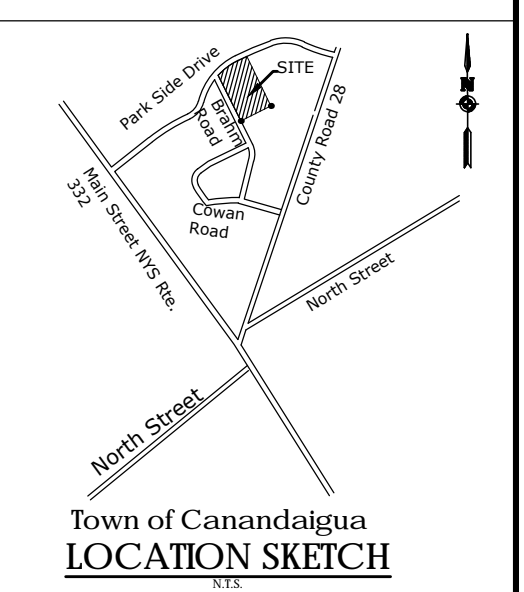 Park Side Drive
SITE
N
Brahm
Road
County Road 28
Main Street NYS Rte.
332
Cowan
Road
North Street
North Street
Town of Canandaigua
LOCATION SKETCH
N.T.S.